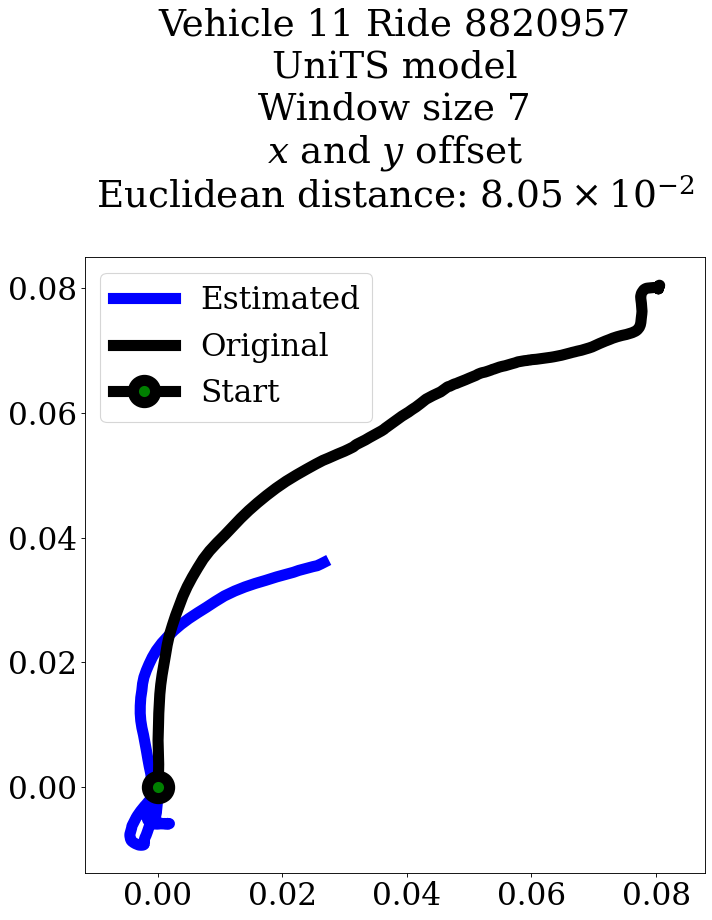 Vehicle 11 Ride 8820957
UniTS model
Window size 7
x and y offset
Euclidean distance: 8.05 × 10⁻²
Estimated
Original
Start
0.08
0.06
0.04
0.02
0.00
0.00 0.02 0.04 0.06 0.08